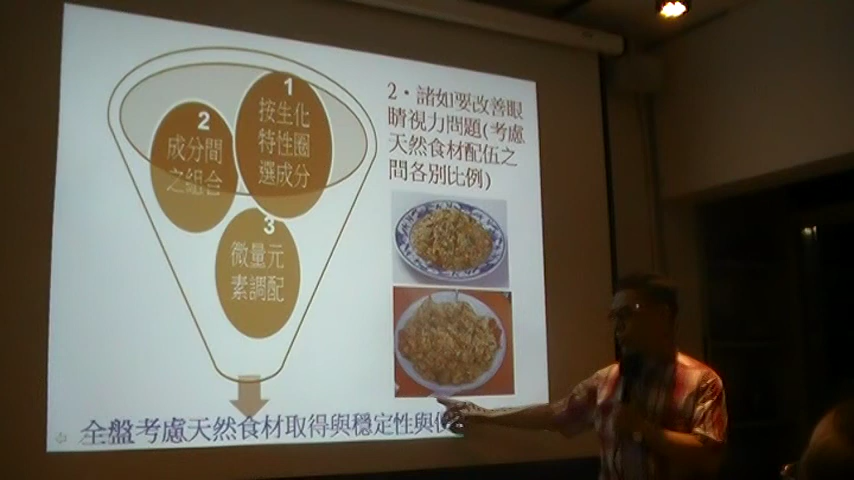 1
按生化
特性圈
選成分
2
成分間
之組合
3
微量元
素調配
2·諸如要改善眼
睛視力問題(考慮
天然食材配伍之
間各別比例)
全盤考慮天然食材取得與穩定性與